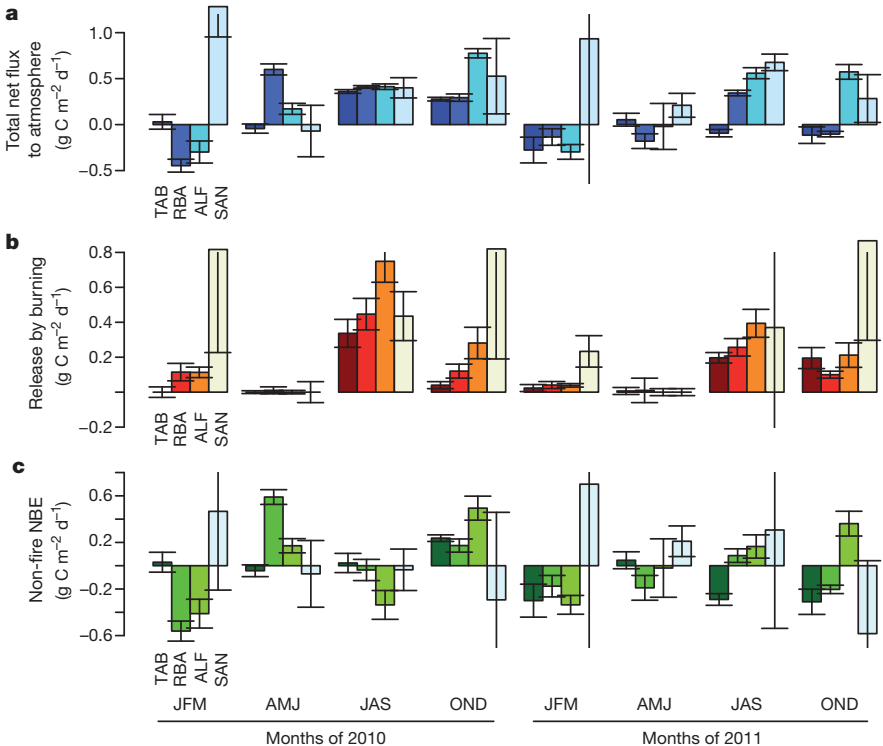 a
Total net flux
to atmosphere
(g C m⁻² d⁻¹)
1.0
0.5
0.0
−0.5
TAB
RBA
ALF
SAN
b
Release by burning
(g C m⁻² d⁻¹)
0.8
0.6
0.4
0.2
−0.2
TAB
RBA
ALF
SAN
c
Non-fire NBE
(g C m⁻² d⁻¹)
0.6
0.2
−0.2
−0.6
TAB
RBA
ALF
SAN
JFM AMJ JAS OND JFM AMJ JAS OND
Months of 2010 Months of 2011